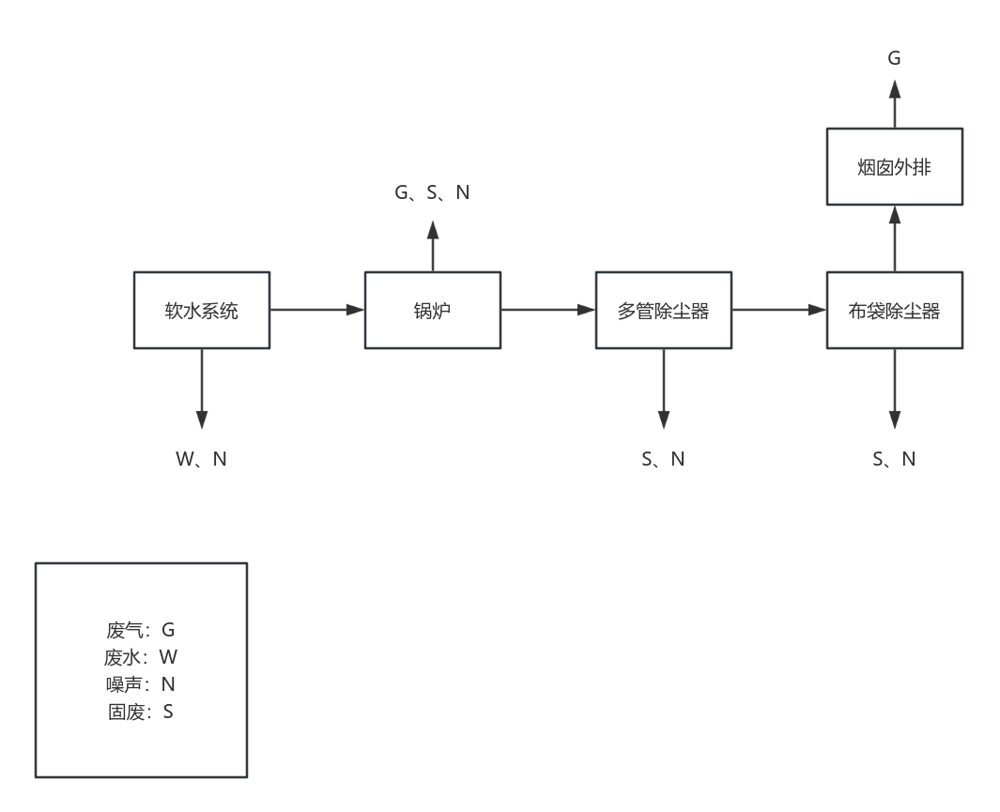 G
烟囱外排
G、S、N
软水系统
锅炉
多管除尘器
布袋除尘器
W、N
S、N
S、N
废气：G
废水：W
噪声：N
固废：S